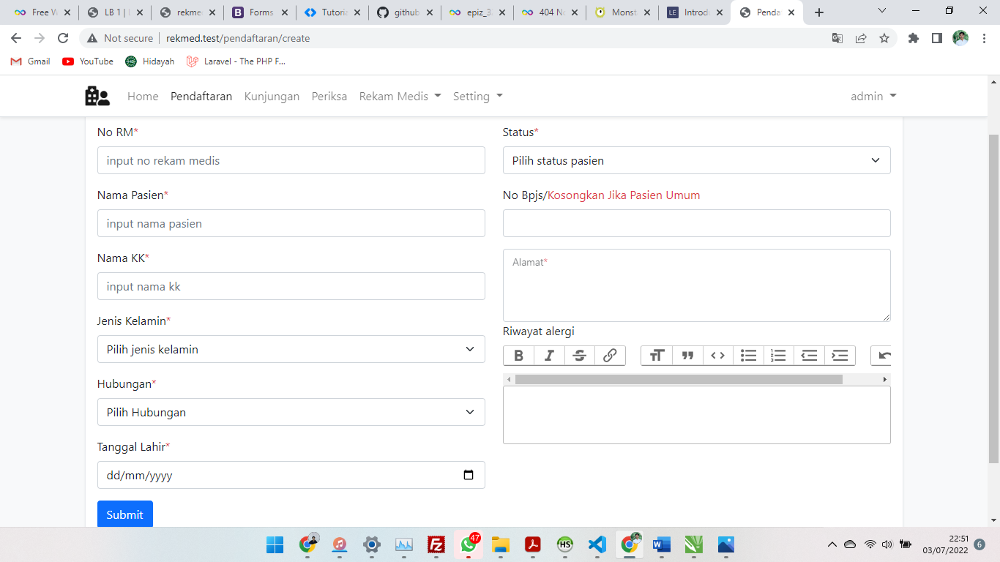 Free W
LB 1 |
rekme
Forms
Tutoria
github
epiz_3
404 No
Monst
Introdu
Penda
Not secure
rekmed.test/pendaftaran/create
Gmail
YouTube
Hidayah
Laravel - The PHP F...
Home
Pendaftaran
Kunjungan
Periksa
Rekam Medis
Setting
admin
No RM*
input no rekam medis
Nama Pasien*
input nama pasien
Nama KK*
input nama kk
Jenis Kelamin*
Pilih jenis kelamin
Hubungan*
Pilih Hubungan
Tanggal Lahir*
dd/mm/yyyy
Submit
Status*
Pilih status pasien
No Bpjs/Kosongkan Jika Pasien Umum
Alamat*
Riwayat alergi
47
HS
22:51
03/07/2022
6